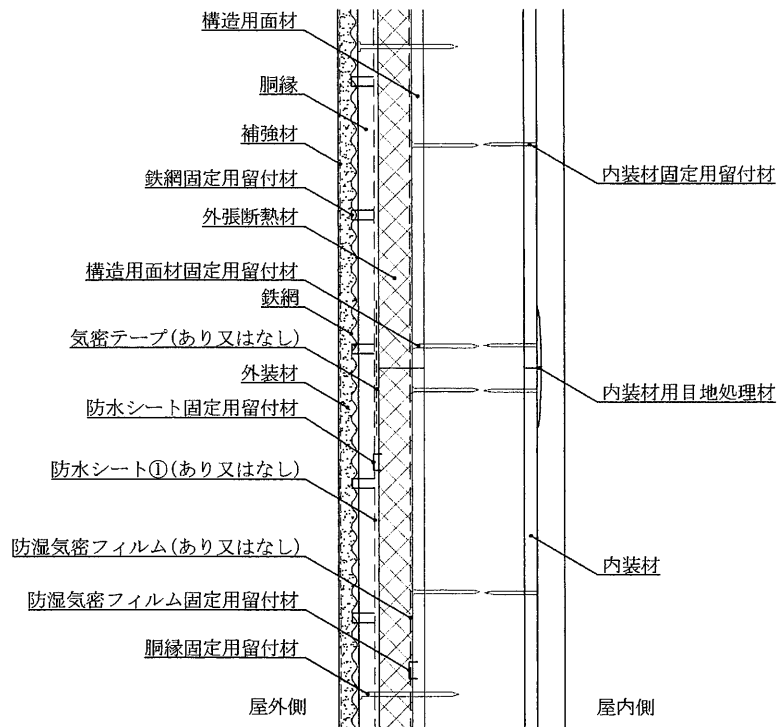 構造用面材
胴縁
補強材
鉄網固定用留付材
外張断熱材
構造用面材固定用留付材
鉄網
気密テープ(あり又はなし)
外装材
防水シート固定用留付材
防水シート①(あり又はなし)
防湿気密フィルム(あり又はなし)
防湿気密フィルム固定用留付材
胴縁固定用留付材
屋外側
内装材固定用留付材
内装材用目地処理材
内装材
屋内側